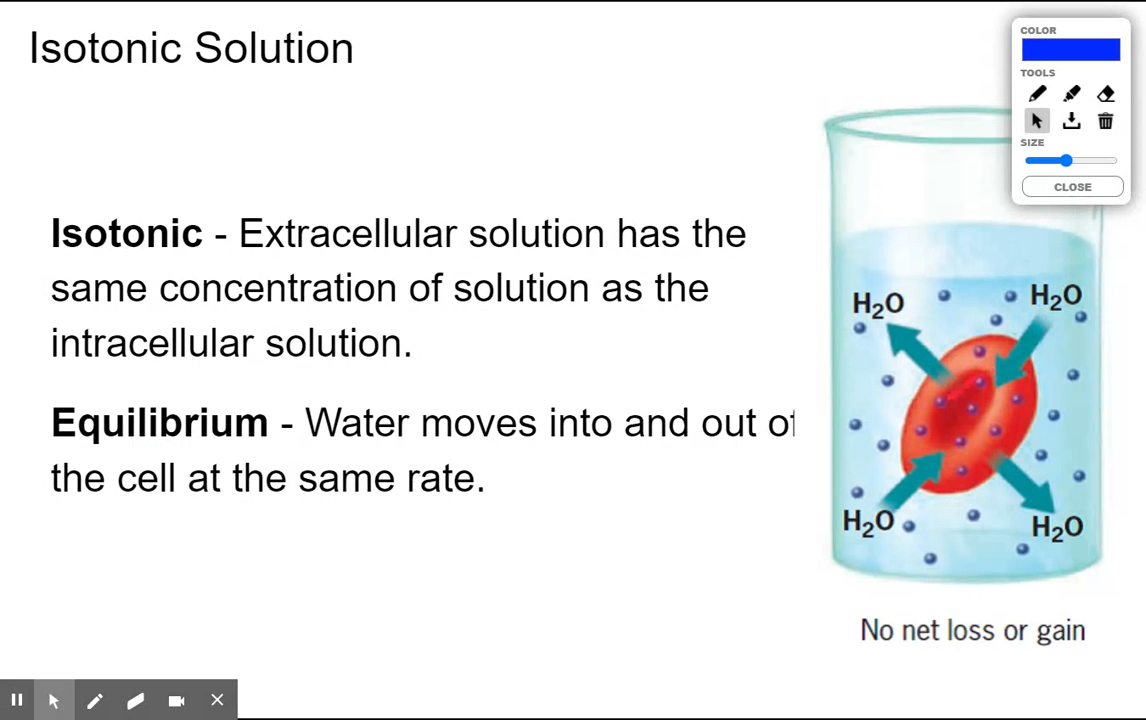 Isotonic Solution
Isotonic - Extracellular solution has the
same concentration of solution as the
intracellular solution.
Equilibrium - Water moves into and out of
the cell at the same rate.
COLOR
TOOLS
SIZE
CLOSE
H₂O
H₂O
H₂O
H₂O
No net loss or gain